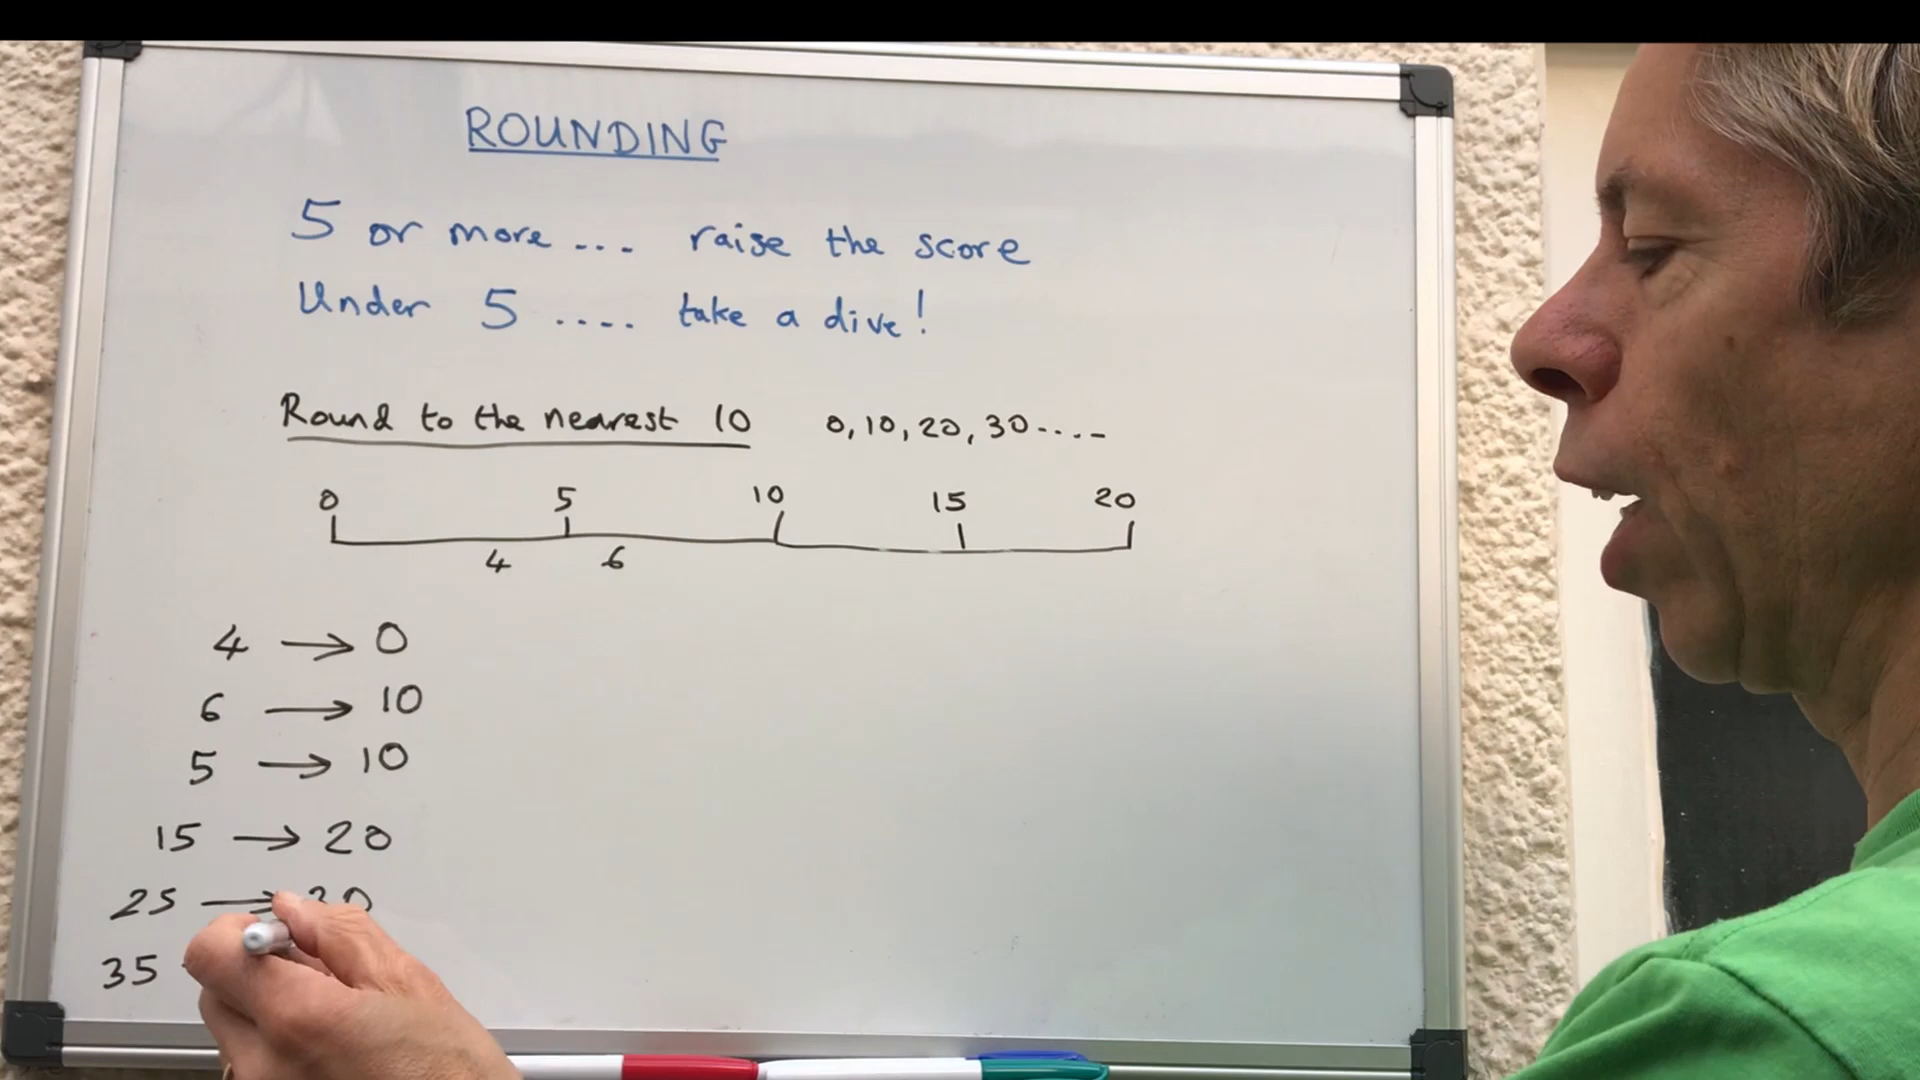 ROUNDING
5 or more ... raise the score
Under 5 .... take a dive!
Round to the nearest 10 0, 10, 20, 30....
0 5 10 15 20
4 6
4 → 0
6 → 10
5 → 10
15 → 20
25 → 30
35